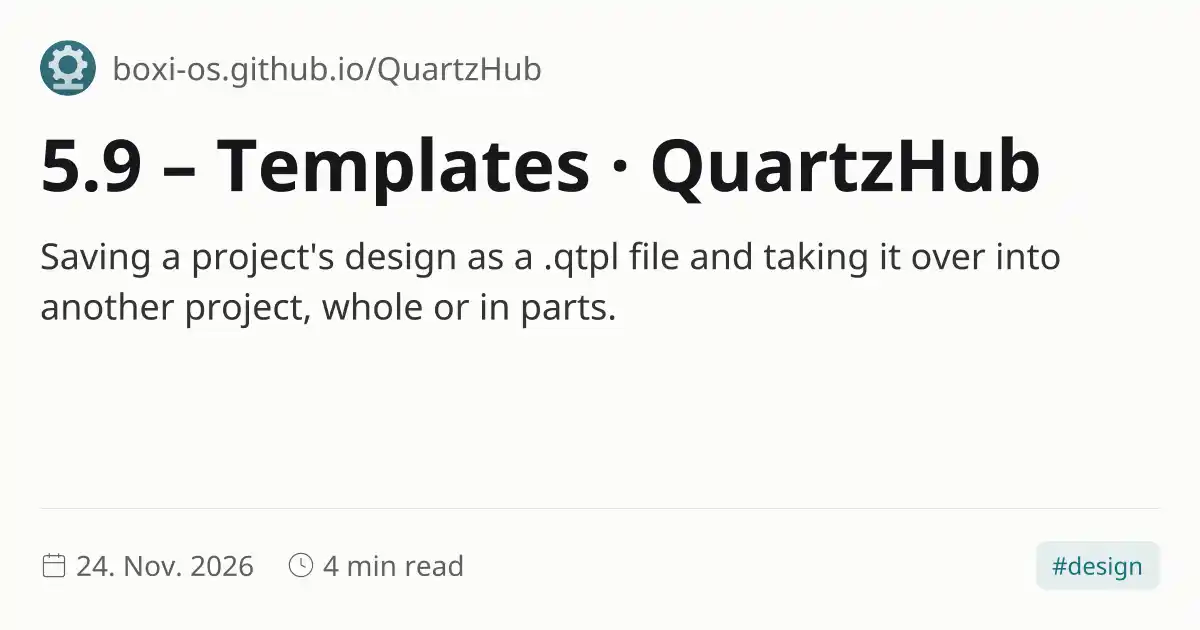 boxi-os.github.io/QuartzHub
5.9 – Templates · QuartzHub
Saving a project's design as a .qtpl file and taking it over into
another project, whole or in parts.
24. Nov. 2026 4 min read #design